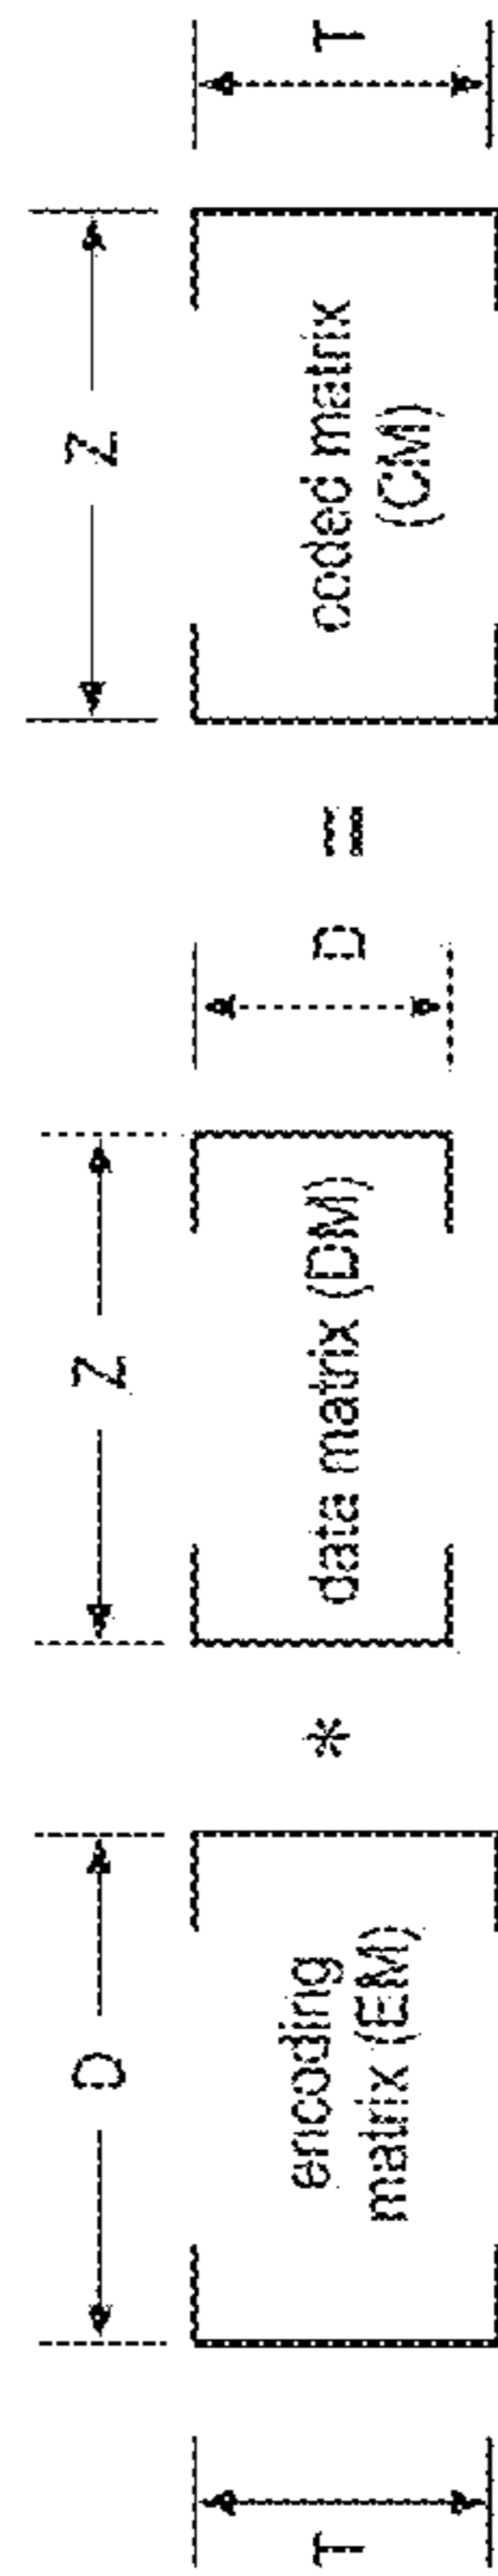 D
Z
Z
T
encoding
matrix (EM)
*
data matrix (DM)
D
=
coded matrix
(CM)
T